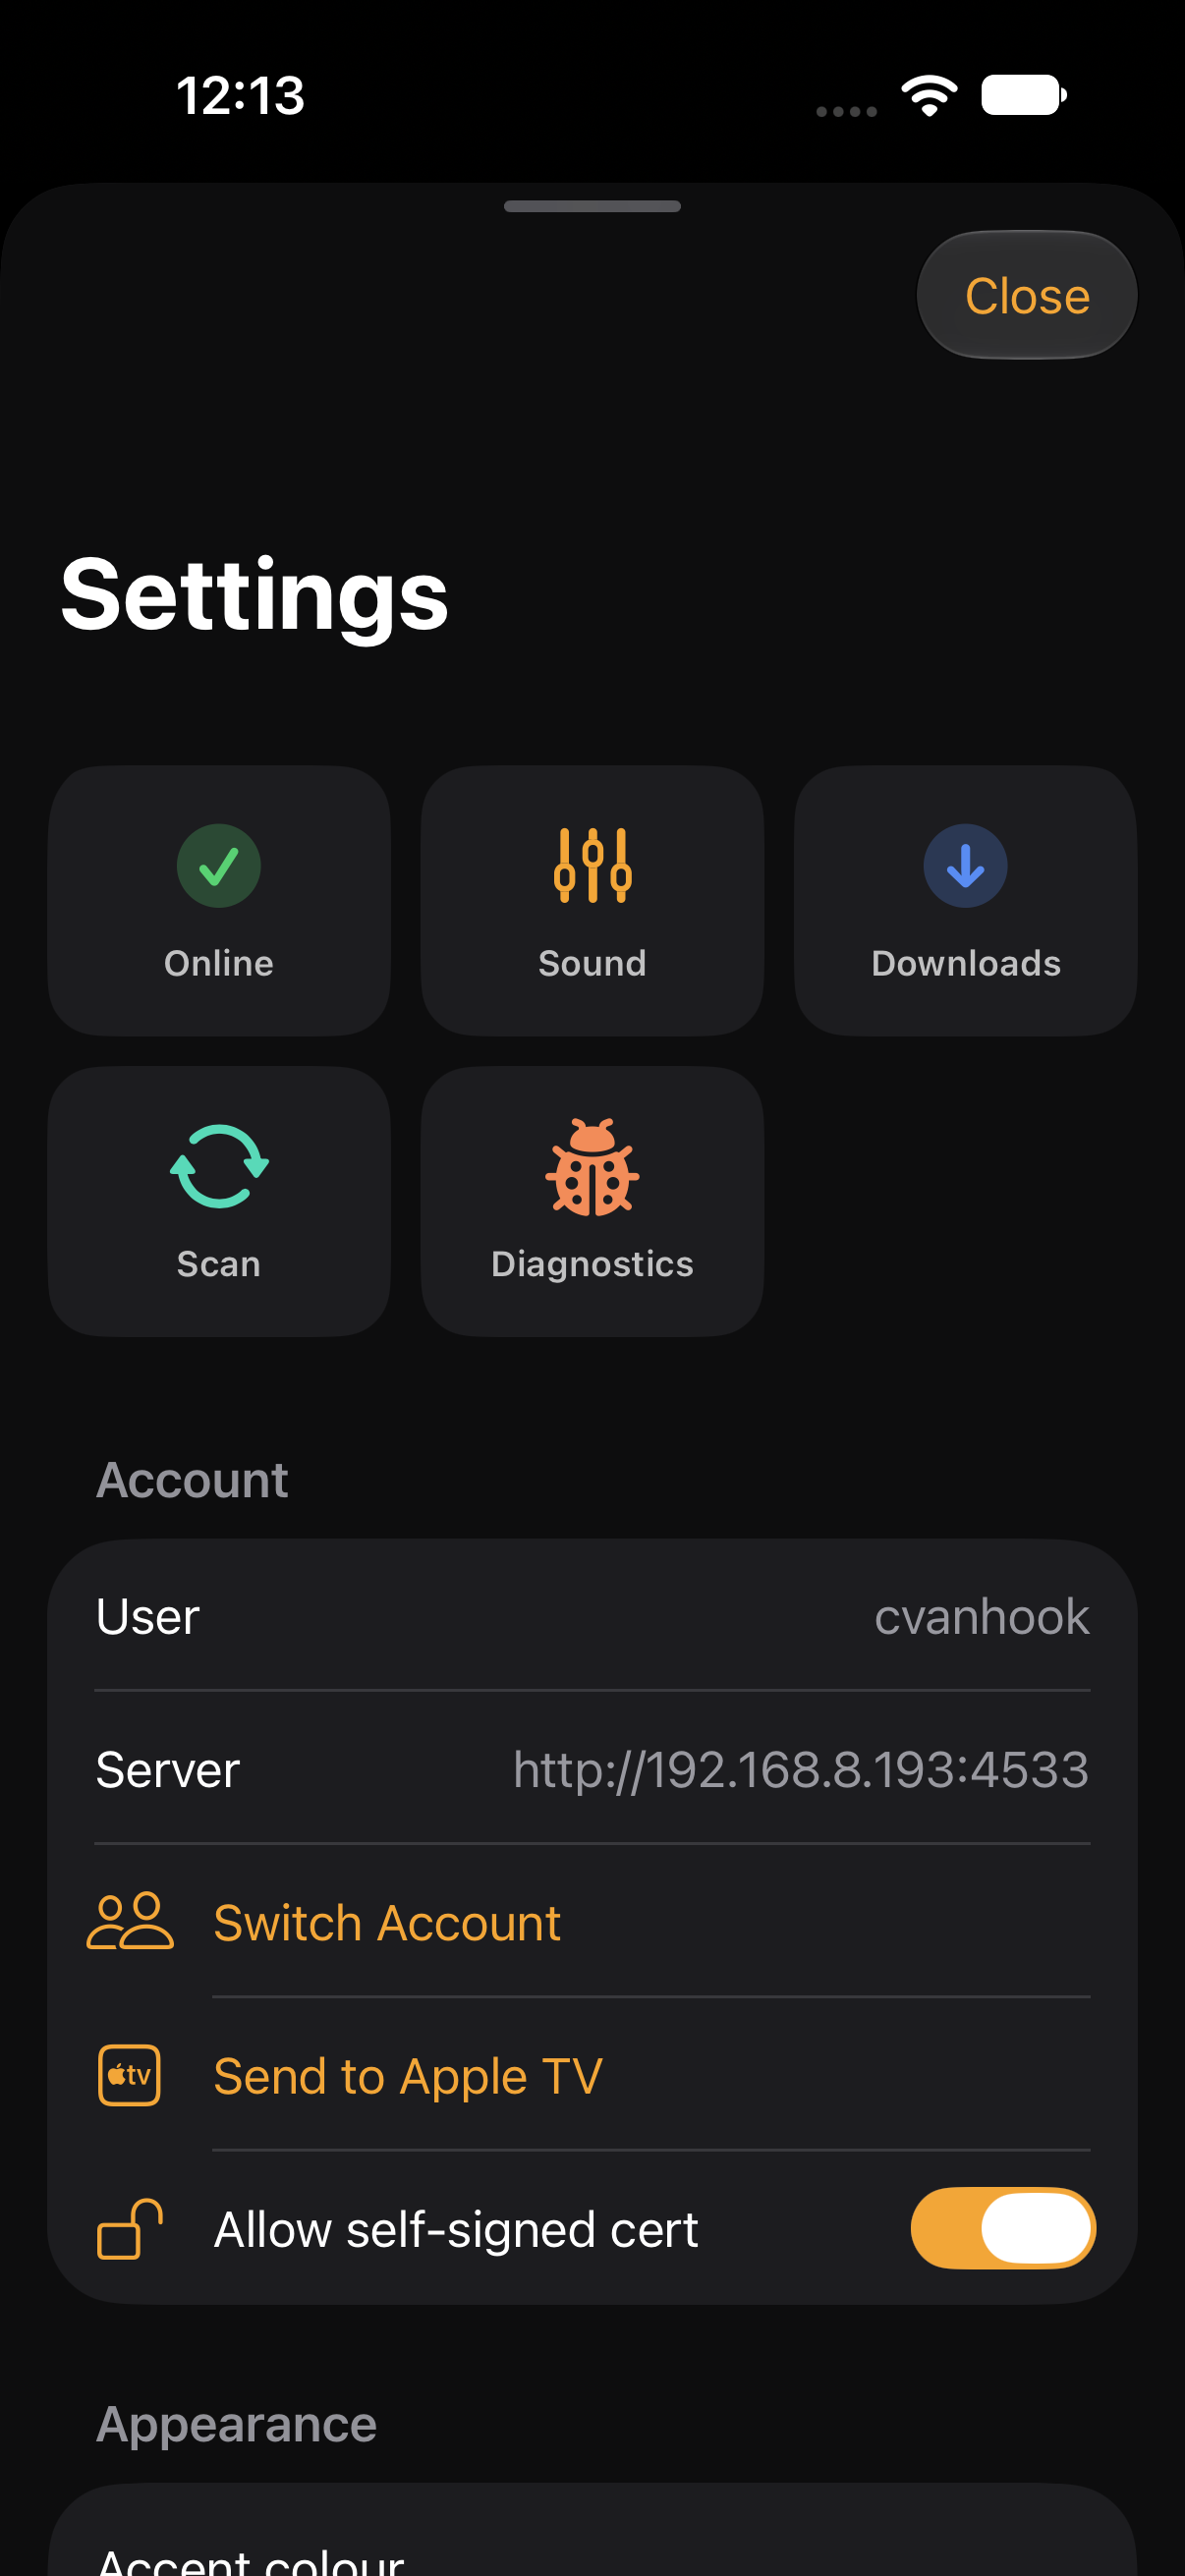 12:13
Close
Settings
Online
Sound
Downloads
Scan
Diagnostics
Account
User
cvanhook
Server
http://192.168.8.193:4533
Switch Account
tv
Send to Apple TV
Allow self-signed cert
Appearance
Accent colour